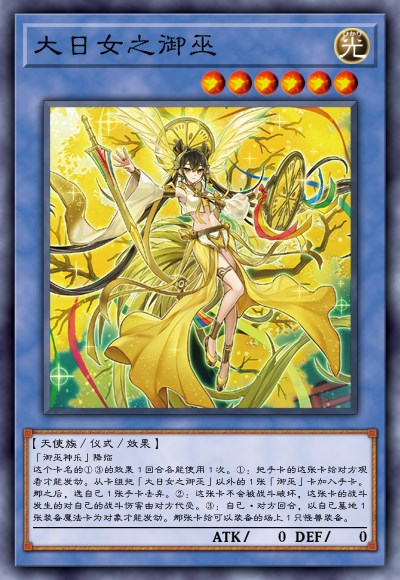 大日女之御巫
ひかり
光
【天使族/仪式/效果】
「御巫神乐」降临
这个卡名的①③的效果1回合各能使用1次。①:把手卡的这张卡给对方观
看才能发动。从卡组把「大日女之御巫」以外的1张「御巫」卡加入手卡。
那之后,选自己1张手卡丢弃。②:这张卡不会被战斗破坏,这张卡的战斗
发生的对自己的战斗伤害由对方代受。③:自己·对方回合,以自己墓地1
张装备魔法卡为对象才能发动。那张卡给可以装备的场上1只怪兽装备。
ATK/ 0 DEF/ 0